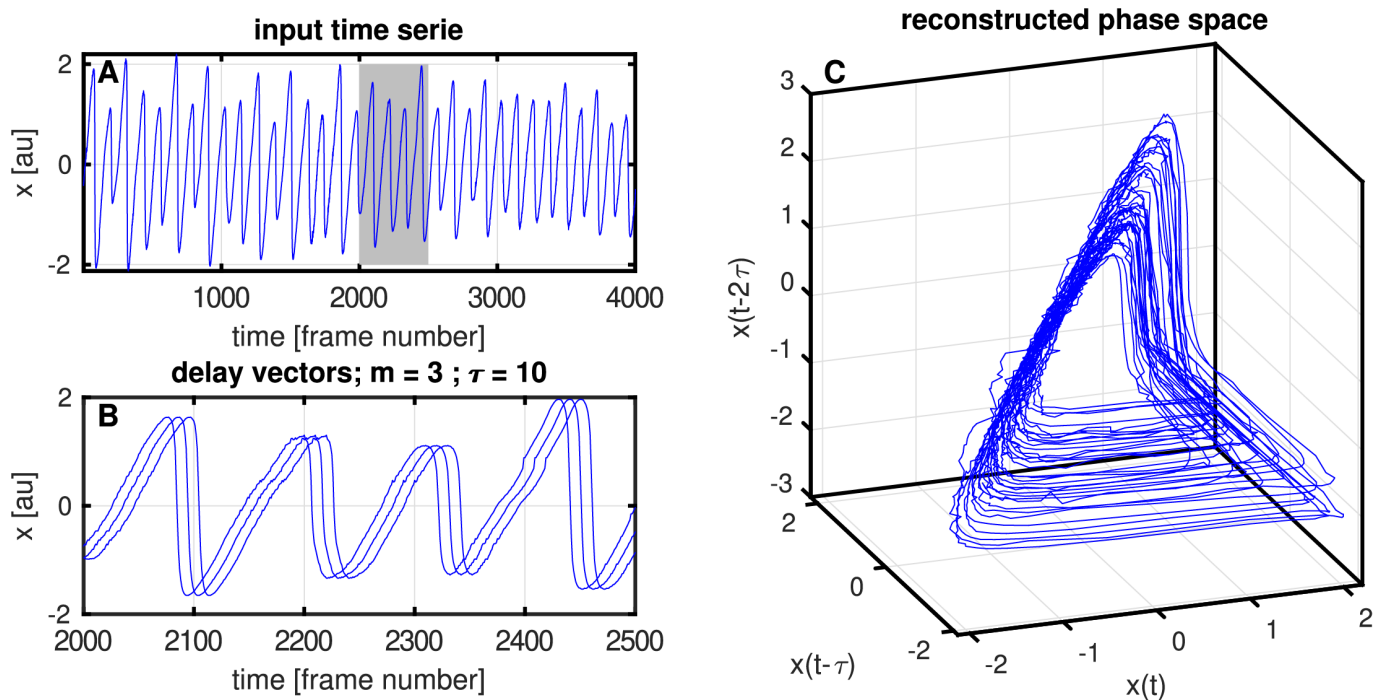 input time serie
A
2
0
-2
x [au]
1000 2000 3000 4000
time [frame number]
delay vectors; m = 3 ; τ = 10
B
2
0
-2
x [au]
2000 2100 2200 2300 2400 2500
time [frame number]
reconstructed phase space
C
3
2
1
0
-1
-2
-3
x(t-2τ)
2
0
-2
x(t-τ)
-2 -1 0 1 2
x(t)